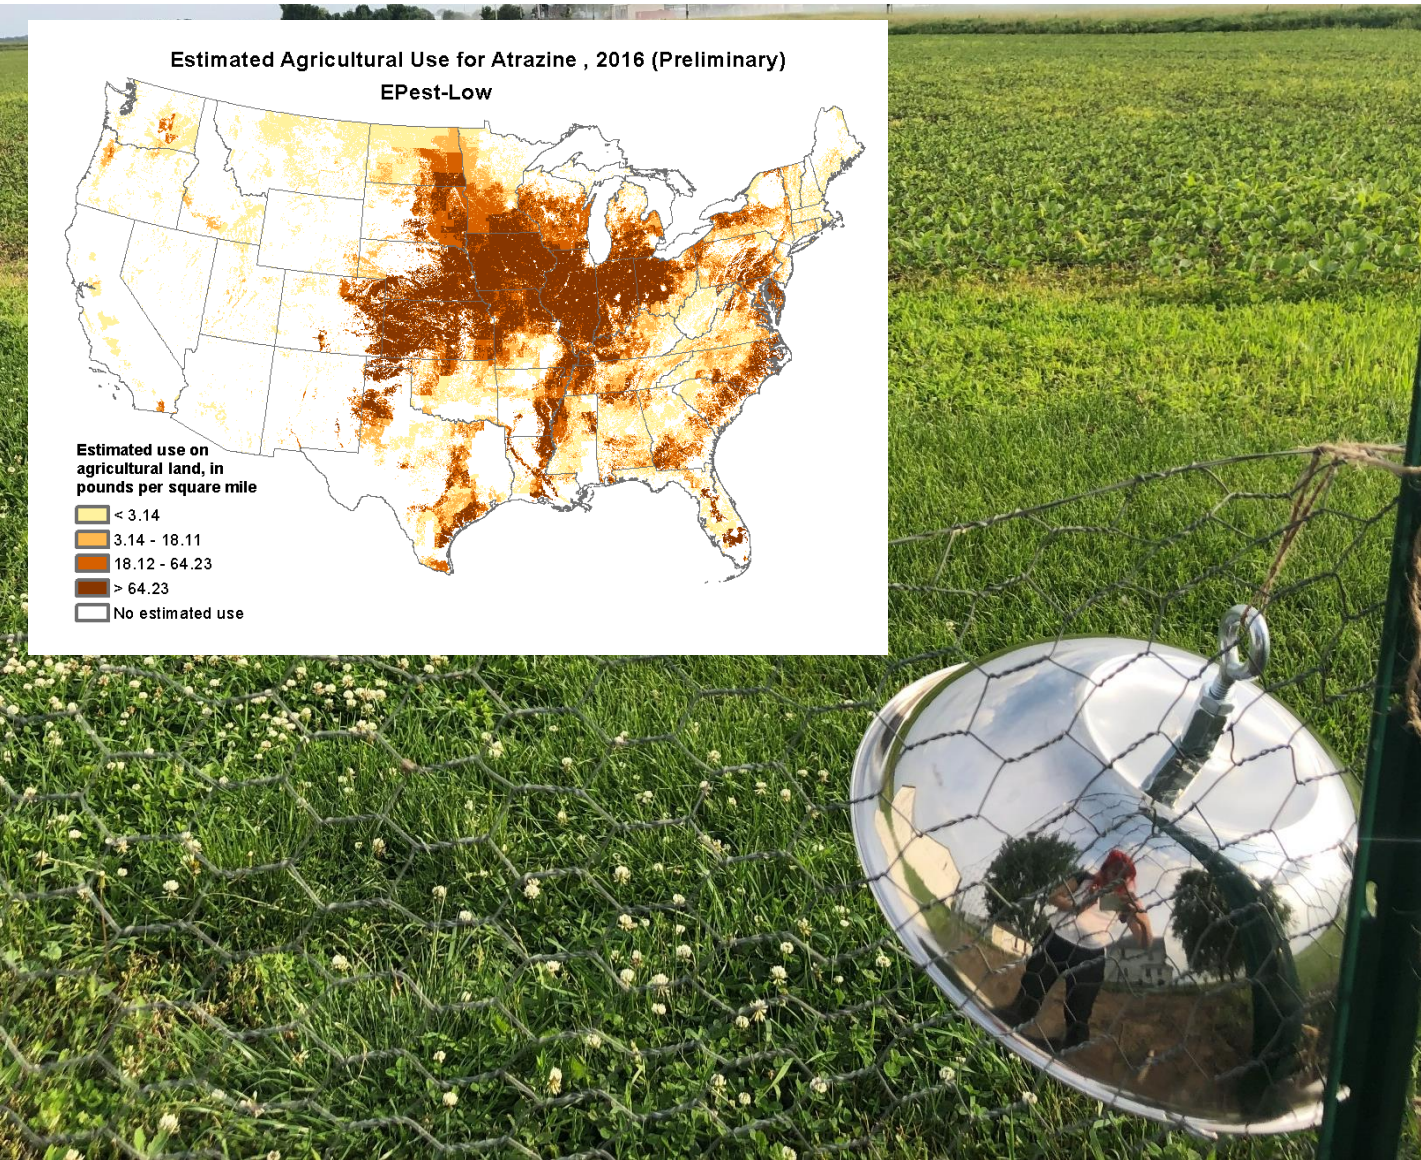 Estimated Agricultural Use for Atrazine , 2016 (Preliminary)
EPest-Low
Estimated use on
agricultural land, in
pounds per square mile
< 3.14
3.14 - 18.11
18.12 - 64.23
> 64.23
No estimated use